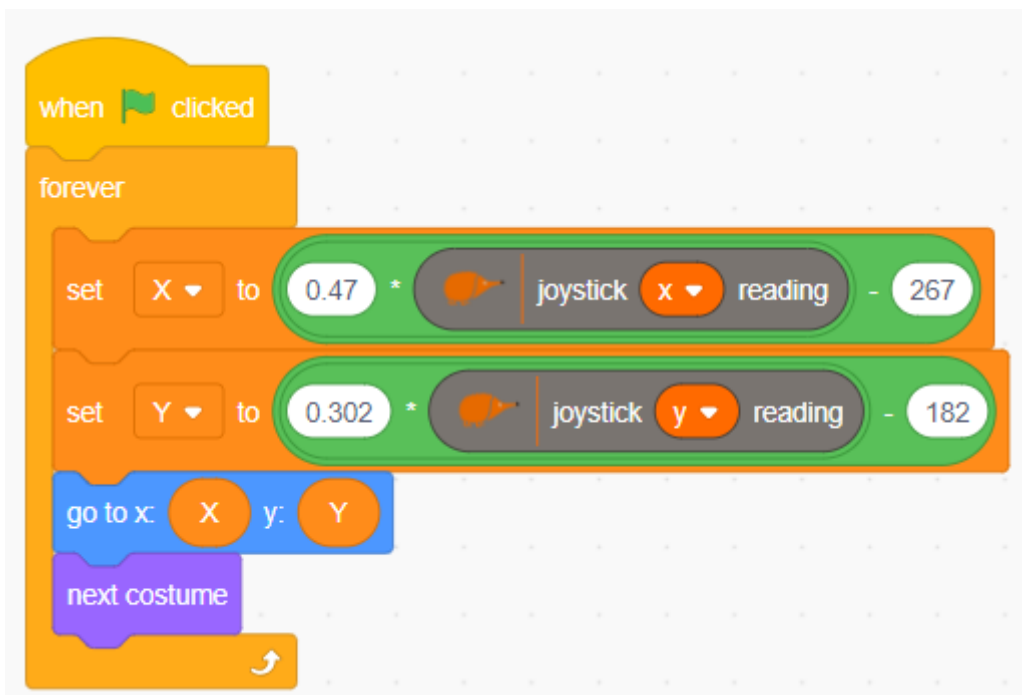 when clicked
forever
set X to 0.47 * joystick x reading - 267
set Y to 0.302 * joystick y reading - 182
go to x: X y: Y
next costume